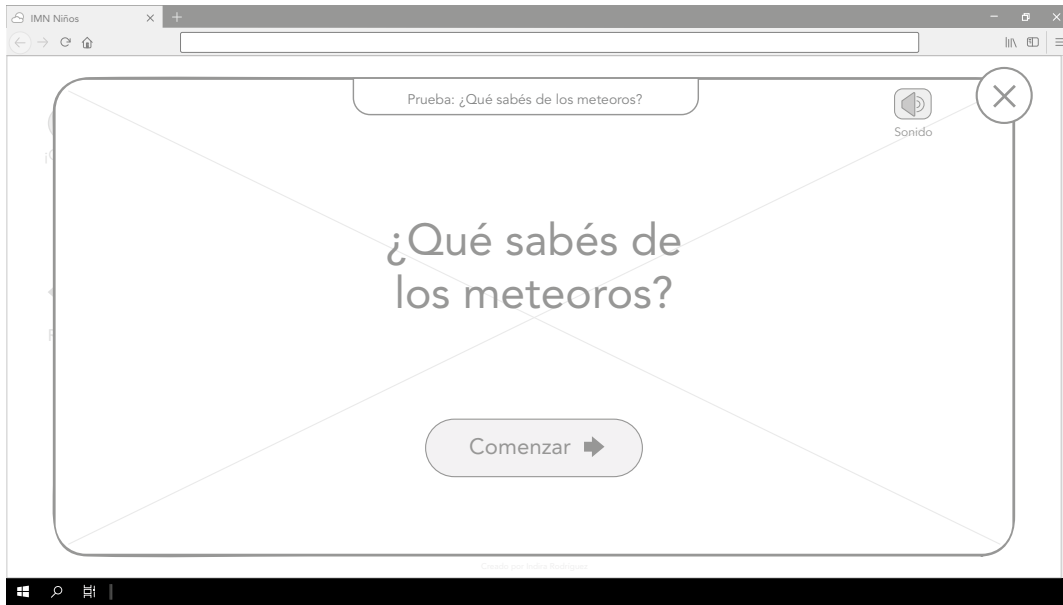 IMN Niños
Prueba: ¿Qué sabés de los meteoros?
Sonido
¿Qué sabés de
los meteoros?
Comenzar